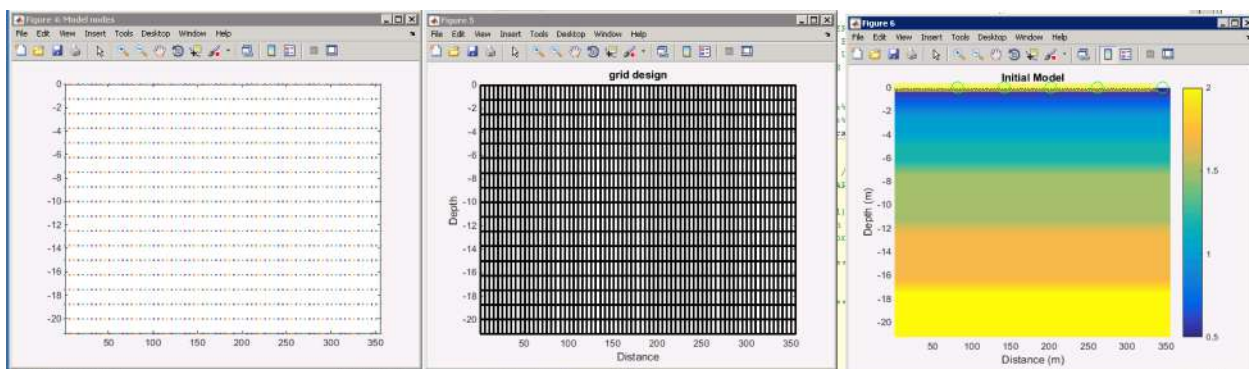 Figure 4: Model nodes
File Edit View Insert Tools Desktop Window Help
0
-2
-4
-6
-8
-10
-12
-14
-16
-18
-20
50 100 150 200 250 300 350
Figure 5
File Edit View Insert Tools Desktop Window Help
grid design
Depth
0
-2
-4
-6
-8
-10
-12
-14
-16
-18
-20
50 100 150 200 250 300 350
Distance
Figure 6
File Edit View Insert Tools Desktop Window Help
Initial Model
Depth (m)
0
-2
-4
-6
-8
-10
-12
-14
-16
-18
-20
50 100 150 200 250 300 350
Distance (m)
2
1.5
1
0.5